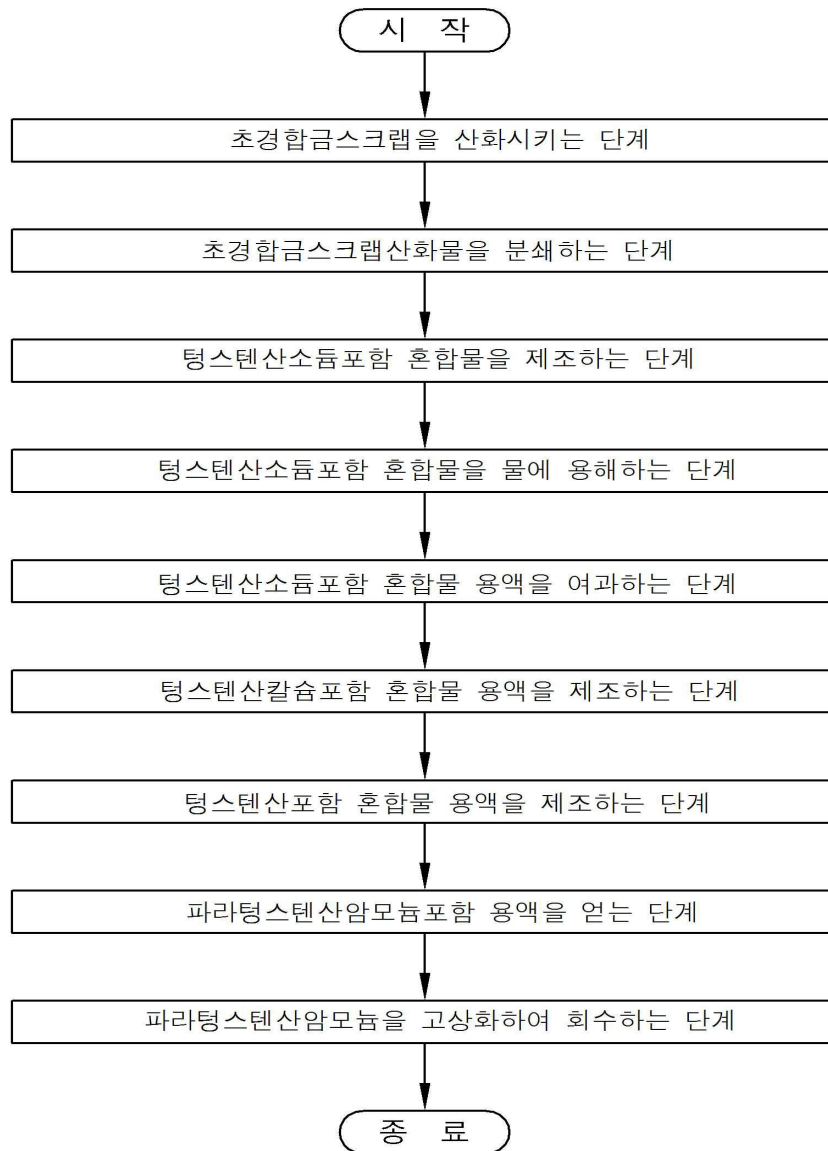 시 작
초경합금스크랩을 산화시키는 단계
초경합금스크랩산화물을 분쇄하는 단계
텅스텐산소듐포함 혼합물을 제조하는 단계
텅스텐산소듐포함 혼합물을 물에 용해하는 단계
텅스텐산소듐포함 혼합물 용액을 여과하는 단계
텅스텐산칼슘포함 혼합물 용액을 제조하는 단계
텅스텐산포함 혼합물 용액을 제조하는 단계
파라텅스텐산암모늄포함 용액을 얻는 단계
파라텅스텐산암모늄을 고상화하여 회수하는 단계
종 료